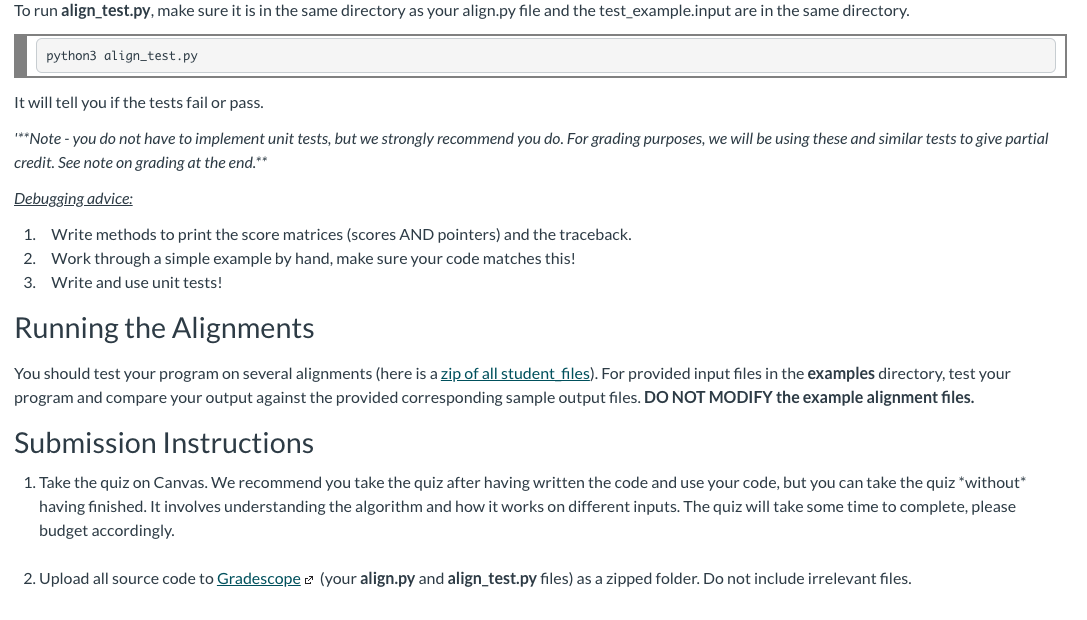 To run align_test.py, make sure it is in the same directory as your align.py file and the test_example.input are in the same directory.
python3 align_test.py
It will tell you if the tests fail or pass.
'**Note - you do not have to implement unit tests, but we strongly recommend you do. For grading purposes, we will be using these and similar tests to give partial
credit. See note on grading at the end.**
Debugging advice:
1. Write methods to print the score matrices (scores AND pointers) and the traceback.
2. Work through a simple example by hand, make sure your code matches this!
3. Write and use unit tests!
Running the Alignments
You should test your program on several alignments (here is a zip of all student_files). For provided input files in the examples directory, test your
program and compare your output against the provided corresponding sample output files. DO NOT MODIFY the example alignment files.
Submission Instructions
1. Take the quiz on Canvas. We recommend you take the quiz after having written the code and use your code, but you can take the quiz *without*
having finished. It involves understanding the algorithm and how it works on different inputs. The quiz will take some time to complete, please
budget accordingly.
2. Upload all source code to Gradescope (your align.py and align_test.py files) as a zipped folder. Do not include irrelevant files.